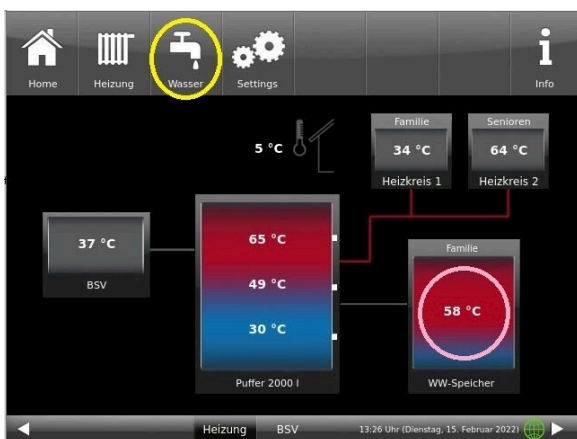 Home Heizung Wasser Settings Info
5 °C
Familie
34 °C
Heizkreis 1
Senioren
64 °C
Heizkreis 2
37 °C
BSV
65 °C
49 °C
30 °C
Puffer 2000 l
Familie
58 °C
WW-Speicher
Heizung BSV 13:26 Uhr (Dienstag, 15. Februar 2022)